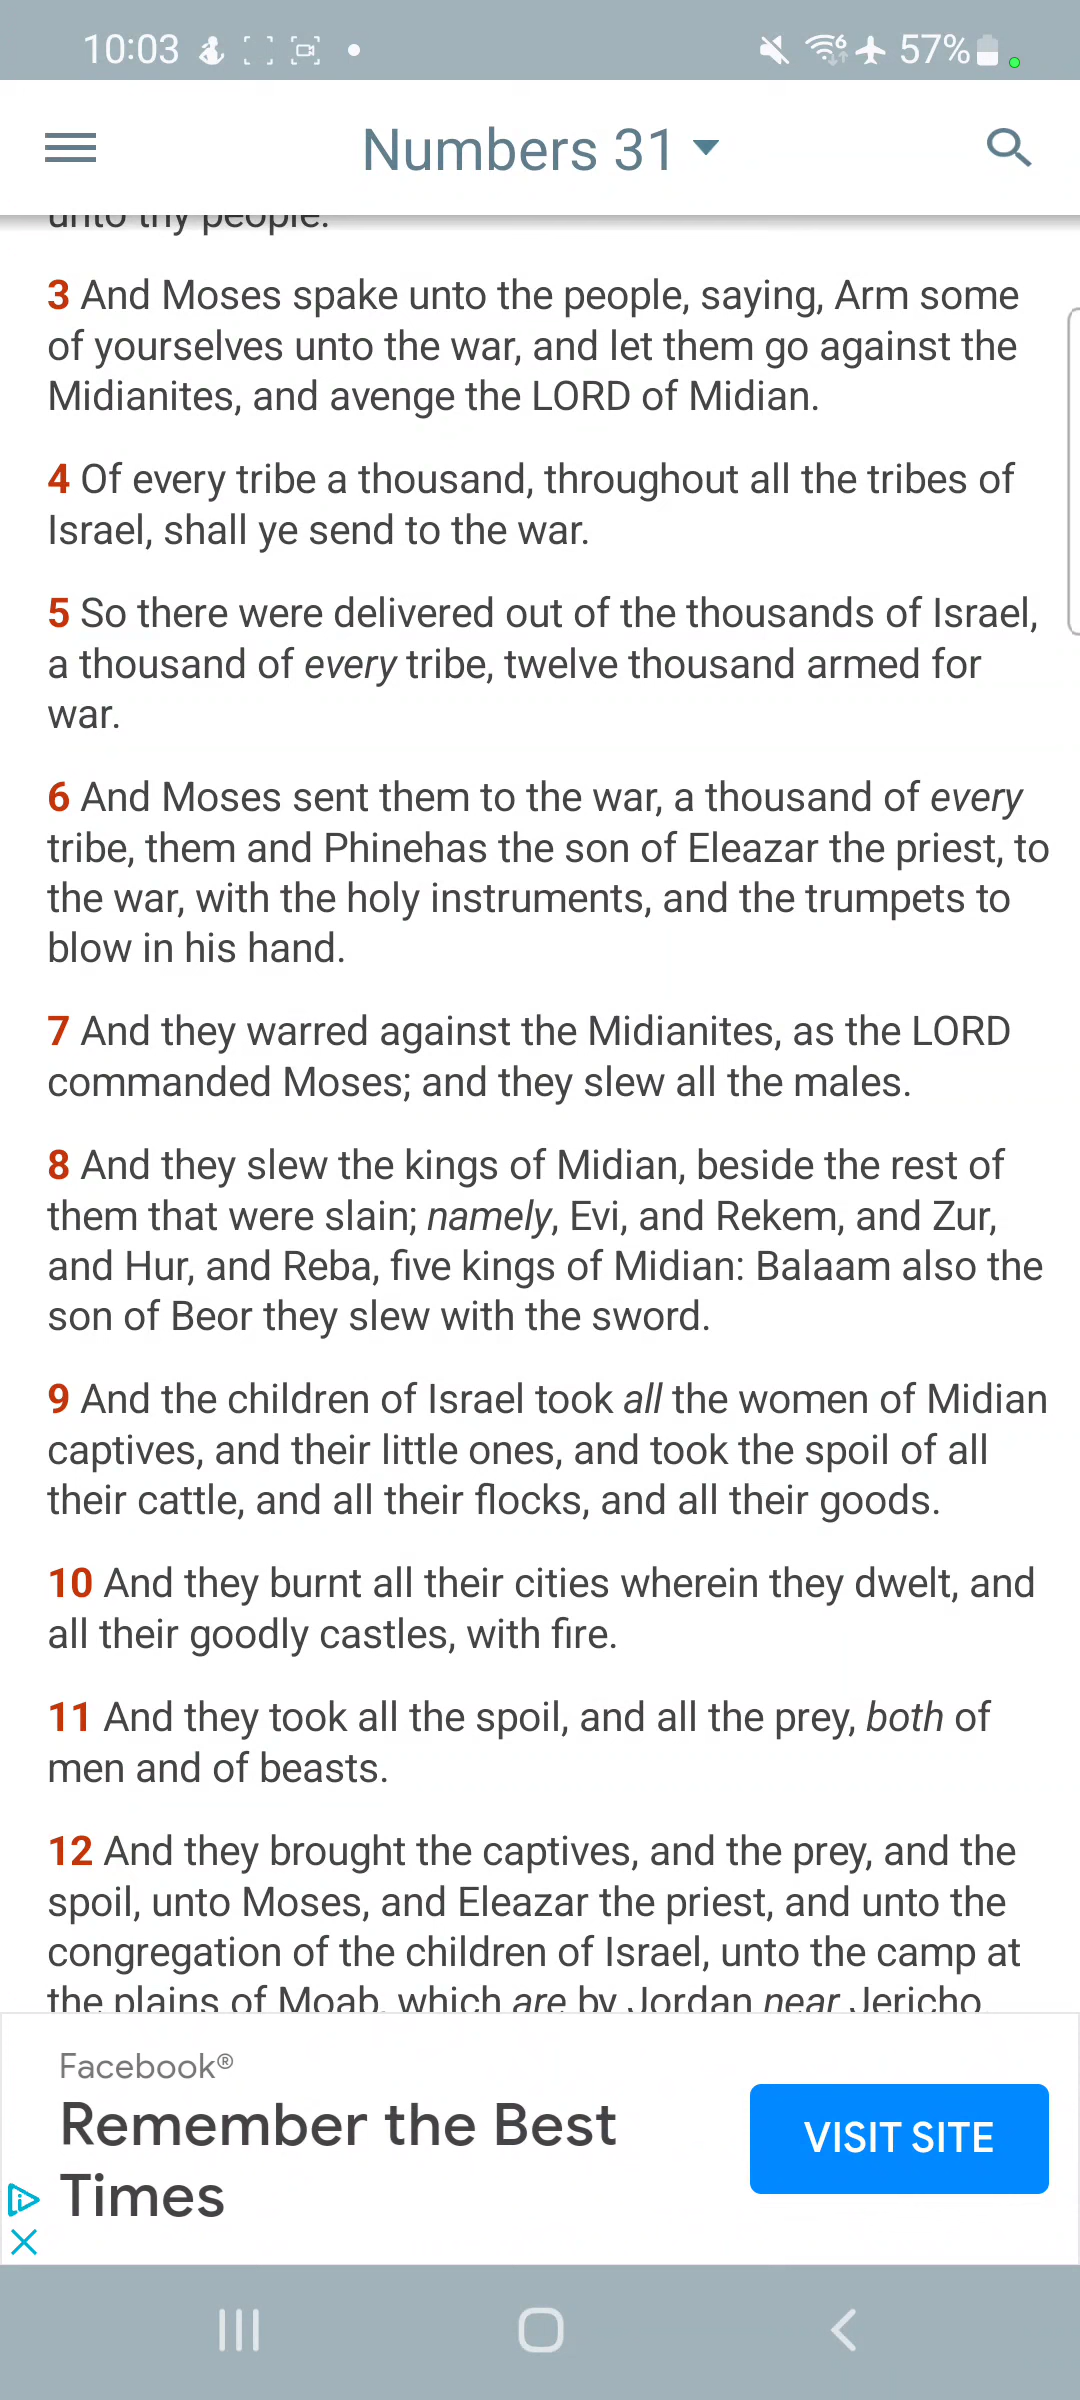 10:03
6
57%
Numbers 31
unto thy people.
3 And Moses spake unto the people, saying, Arm some
of yourselves unto the war, and let them go against the
Midianites, and avenge the LORD of Midian.
4 Of every tribe a thousand, throughout all the tribes of
Israel, shall ye send to the war.
5 So there were delivered out of the thousands of Israel,
a thousand of every tribe, twelve thousand armed for
war.
6 And Moses sent them to the war, a thousand of every
tribe, them and Phinehas the son of Eleazar the priest, to
the war, with the holy instruments, and the trumpets to
blow in his hand.
7 And they warred against the Midianites, as the LORD
commanded Moses; and they slew all the males.
8 And they slew the kings of Midian, beside the rest of
them that were slain; namely, Evi, and Rekem, and Zur,
and Hur, and Reba, five kings of Midian: Balaam also the
son of Beor they slew with the sword.
9 And the children of Israel took all the women of Midian
captives, and their little ones, and took the spoil of all
their cattle, and all their flocks, and all their goods.
10 And they burnt all their cities wherein they dwelt, and
all their goodly castles, with fire.
11 And they took all the spoil, and all the prey, both of
men and of beasts.
12 And they brought the captives, and the prey, and the
spoil, unto Moses, and Eleazar the priest, and unto the
congregation of the children of Israel, unto the camp at
the plains of Moab, which are by Jordan near Jericho
Facebook®
Remember the Best
Times
VISIT SITE